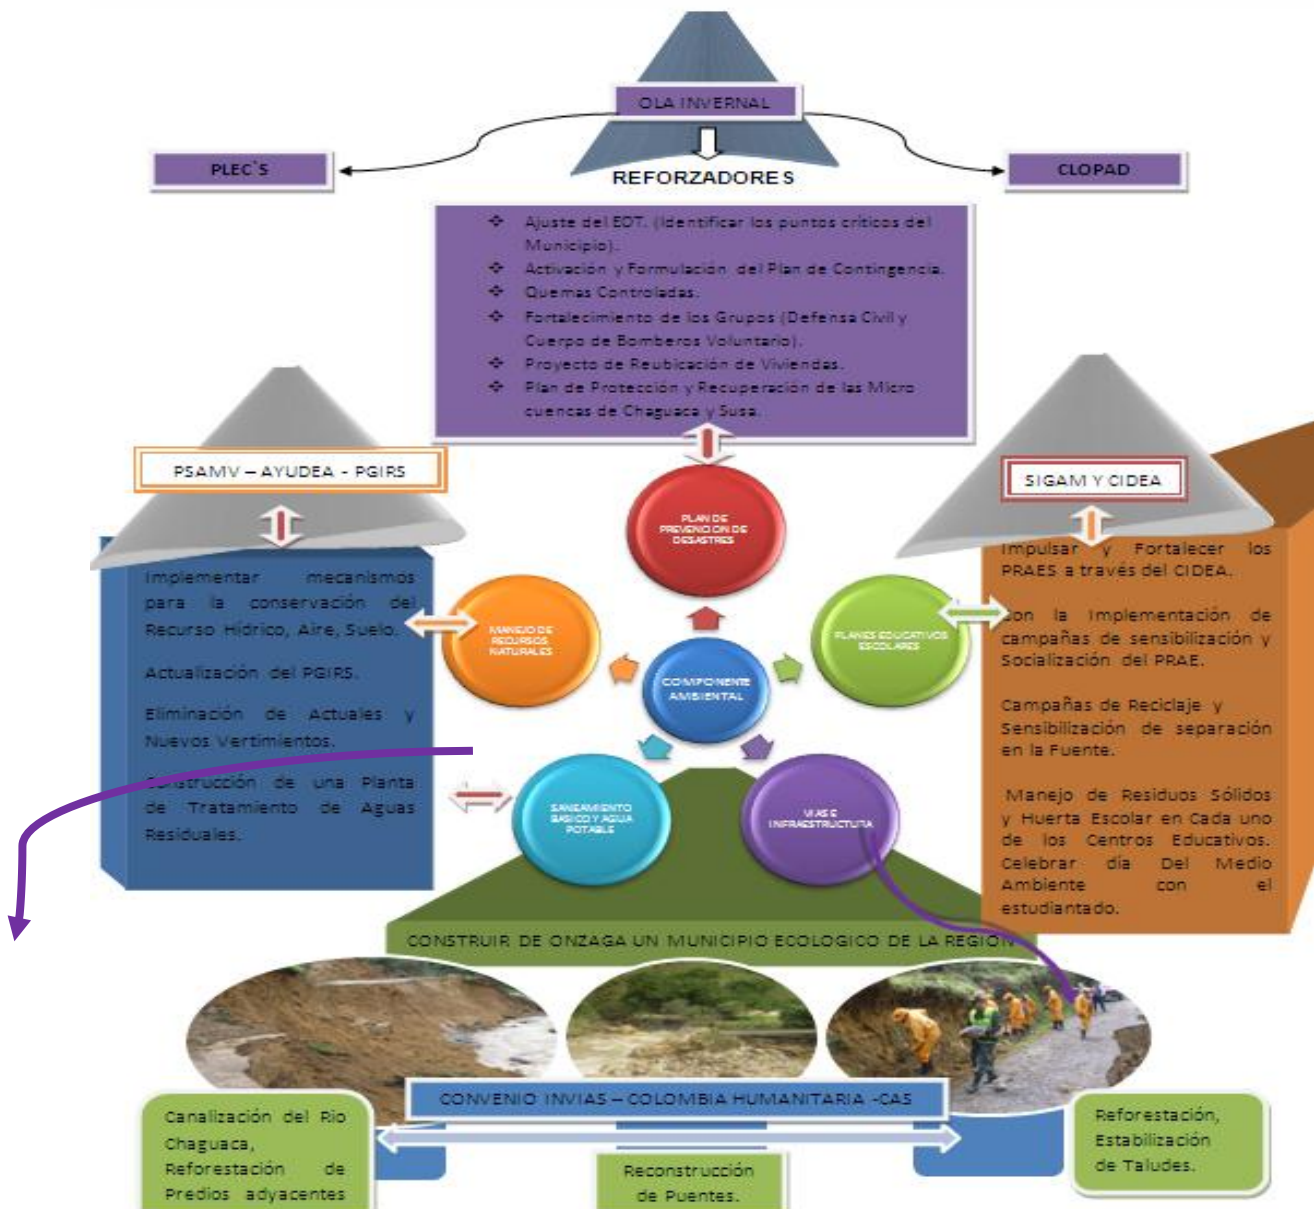 OLA INVERNAL
PLEC`S
CLOPAD
REFORZADORES
Ajuste del EOT. (Identificar los puntos críticos del
Municipio).
Activación y Formulación del Plan de Contingencia.
Quemas Controladas.
Fortalecimiento de los Grupos (Defensa Civil y
Cuerpo de Bomberos Voluntario).
Proyecto de Reubicación de Viviendas.
Plan de Protección y Recuperación de las Micro
cuencas de Chaguaca y Susa.
PSAMV – AYUDEA - PGIRS
Implementar mecanismos
para la conservación del
Recurso Hídrico, Aire, Suelo.
Actualización del PGIRS.
Eliminación de Actuales y
Nuevos Vertimientos.
Construcción de una Planta
de Tratamiento de Aguas
Residuales.
PLAN DE
PREVENCION DE
DESASTRES
MANEJO DE
RECURSOS
NATURALES
PLANES EDUCATIVOS
ESCOLARES
COMPONENTE
AMBIENTAL
SANEAMIENTO
BASICO Y AGUA
POTABLE
VIAS E
INFRAESTRUCTURA
SIGAM Y CIDEA
Impulsar y Fortalecer los
PRAES a través del CIDEA.
Con la Implementación de
campañas de sensibilización y
Socialización del PRAE.
Campañas de Reciclaje y
Sensibilización de separación
en la Fuente.
Manejo de Residuos Sólidos
y Huerta Escolar en Cada uno
de los Centros Educativos.
Celebrar día Del Medio
Ambiente con el
estudiantado.
CONSTRUIR DE ONZAGA UN MUNICIPIO ECOLOGICO DE LA REGION
CONVENIO INVIAS – COLOMBIA HUMANITARIA -CAS
Canalización del Rio
Chaguaca,
Reforestación de
Predios adyacentes
Reconstrucción
de Puentes.
Reforestación,
Estabilización
de Taludes.